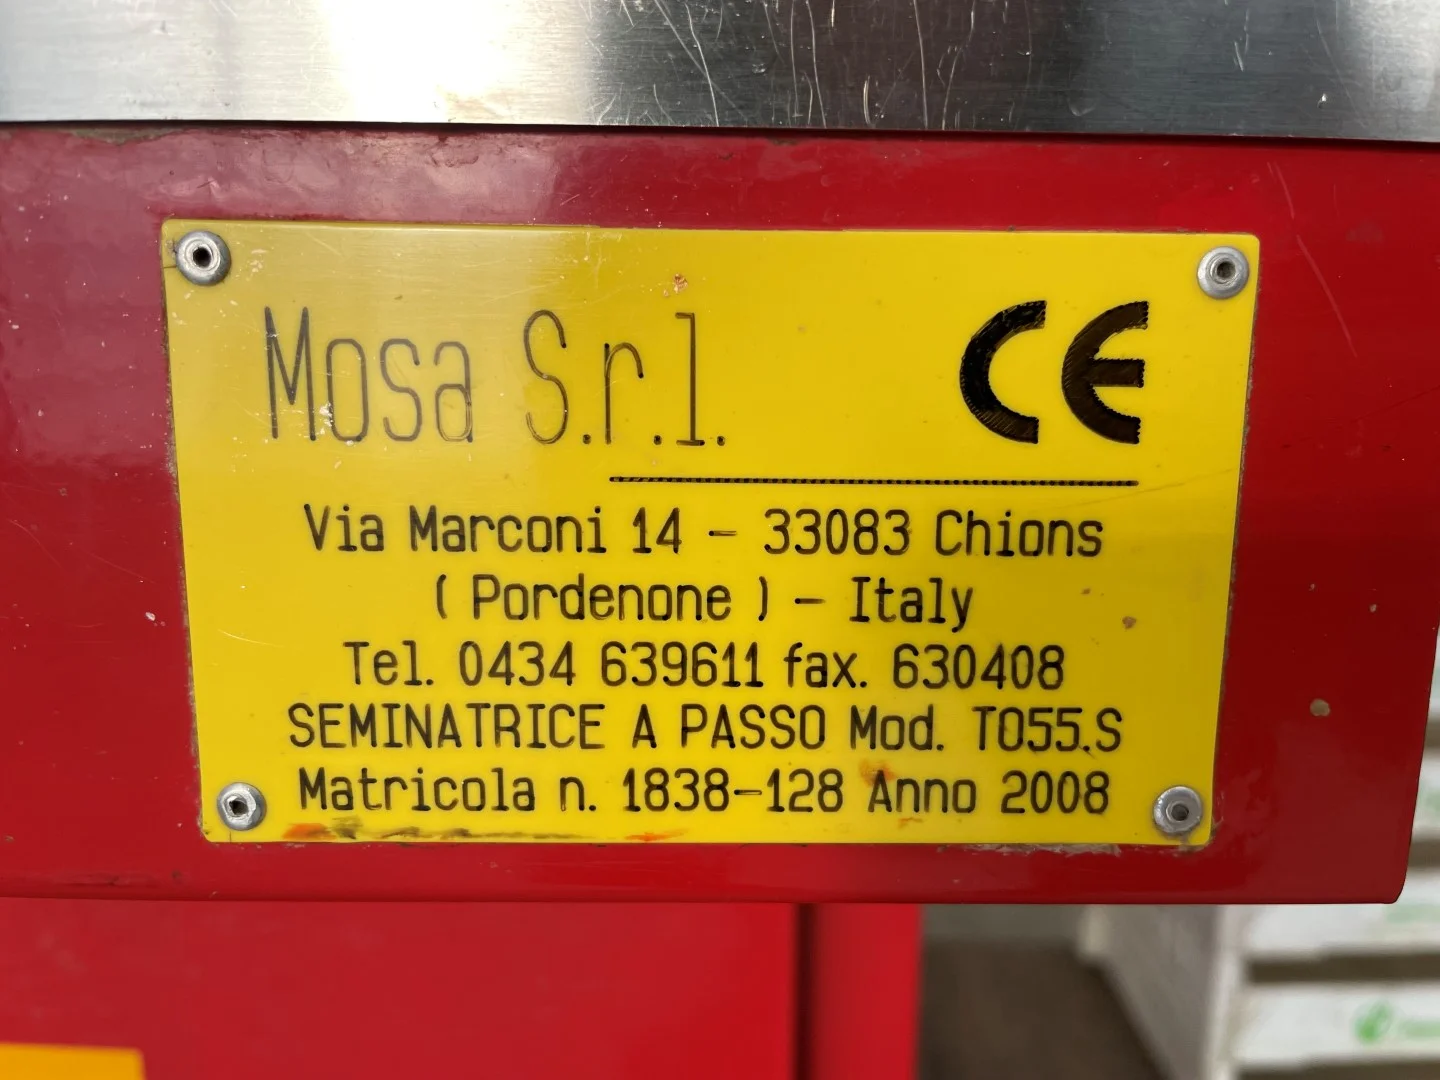 Mosa S.r.l. CE
Via Marconi 14 - 33083 Chions
( Pordenone ) - Italy
Tel. 0434 639611 fax. 630408
SEMINATRICE A PASSO Mod. TO55.S
Matricola n. 1838-128 Anno 2008